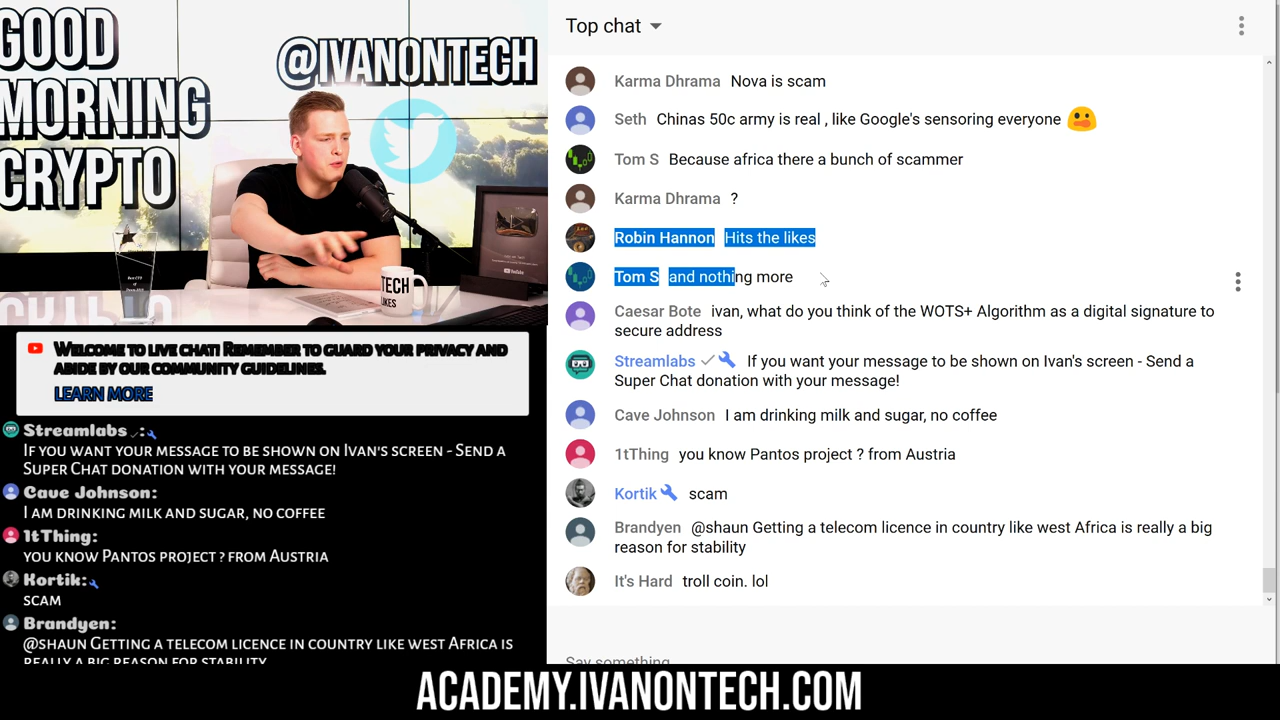 GOOD
MORNING
CRYPTO
@IVANONTECH
TECH
LIKES
YouTube
WELCOME TO LIVE CHAT! REMEMBER TO GUARD YOUR PRIVACY AND
ABIDE BY OUR COMMUNITY GUIDELINES.
LEARN MORE
Streamlabs :
IF YOU WANT YOUR MESSAGE TO BE SHOWN ON IVAN'S SCREEN - SEND A
SUPER CHAT DONATION WITH YOUR MESSAGE!
Cave Johnson:
I AM DRINKING MILK AND SUGAR, NO COFFEE
1tThing:
YOU KNOW PANTOS PROJECT ? FROM AUSTRIA
Kortik:
SCAM
Brandyen:
@SHAUN GETTING A TELECOM LICENCE IN COUNTRY LIKE WEST AFRICA IS
REALLY A BIG REASON FOR STABILITY
Top chat
Karma Dhrama Nova is scam
Seth Chinas 50c army is real , like Google's sensoring everyone
Tom S Because africa there a bunch of scammer
Karma Dhrama ?
Robin Hannon Hits the likes
Tom S and nothing more
Caesar Bote ivan, what do you think of the WOTS+ Algorithm as a digital signature to
secure address
Streamlabs If you want your message to be shown on Ivan's screen - Send a
Super Chat donation with your message!
Cave Johnson I am drinking milk and sugar, no coffee
1tThing you know Pantos project ? from Austria
Kortik scam
Brandyen @shaun Getting a telecom licence in country like west Africa is really a big
reason for stability
It's Hard troll coin. lol
Say something
ACADEMY.IVANONTECH.COM